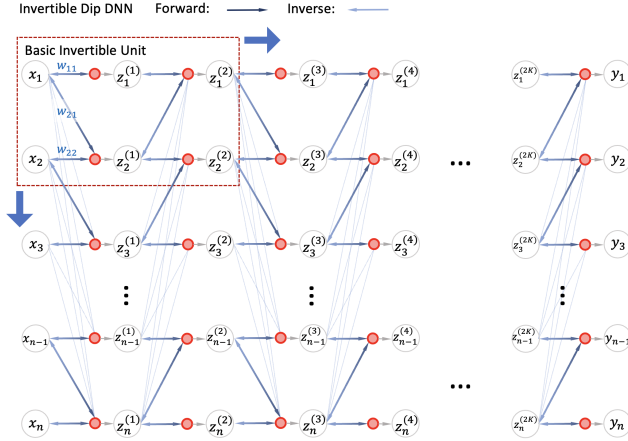 Invertible Dip DNN Forward: Inverse:
Basic Invertible Unit
x₁ w₁₁ z₁⁽¹⁾ z₁⁽²⁾ z₁⁽³⁾ z₁⁽⁴⁾ z₁⁽²ᴷ⁾ y₁
w₂₁
x₂ w₂₂ z₂⁽¹⁾ z₂⁽²⁾ z₂⁽³⁾ z₂⁽⁴⁾ ... z₂⁽²ᴷ⁾ y₂
x₃ z₃⁽¹⁾ z₃⁽²⁾ z₃⁽³⁾ z₃⁽⁴⁾ z₃⁽²ᴷ⁾ y₃
⋮ ⋮ ⋮
xₙ₋₁ zₙ₋₁⁽¹⁾ zₙ₋₁⁽²⁾ zₙ₋₁⁽³⁾ zₙ₋₁⁽⁴⁾ zₙ₋₁⁽²ᴷ⁾ yₙ₋₁
...
xₙ zₙ⁽¹⁾ zₙ⁽²⁾ zₙ⁽³⁾ zₙ⁽⁴⁾ zₙ⁽²ᴷ⁾ yₙ